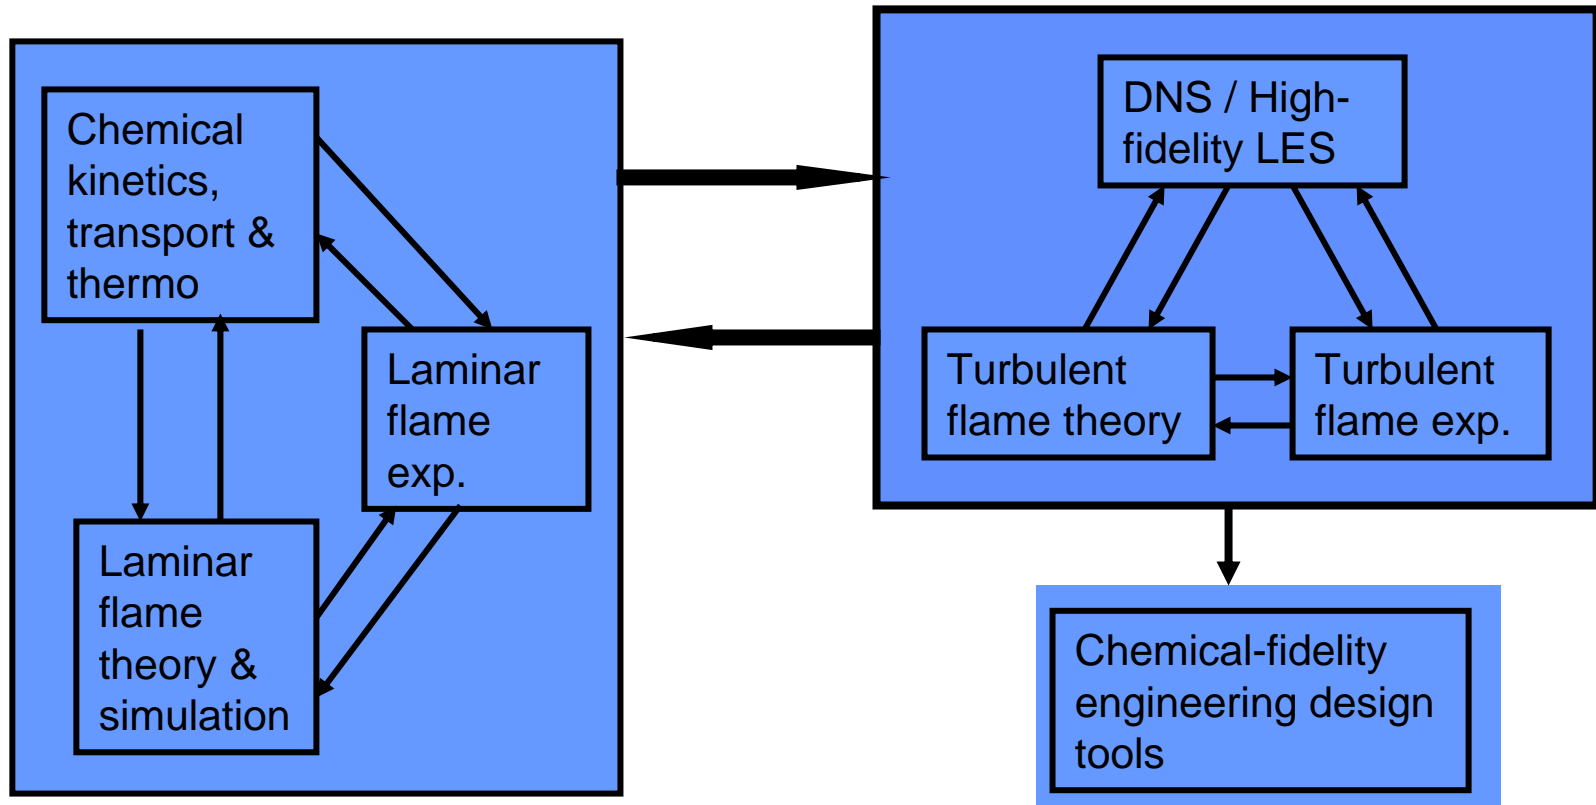 Chemical
kinetics,
transport &
thermo
Laminar
flame
exp.
Laminar
flame
theory &
simulation
DNS / High-
fidelity LES
Turbulent
flame theory
Turbulent
flame exp.
Chemical-fidelity
engineering design
tools